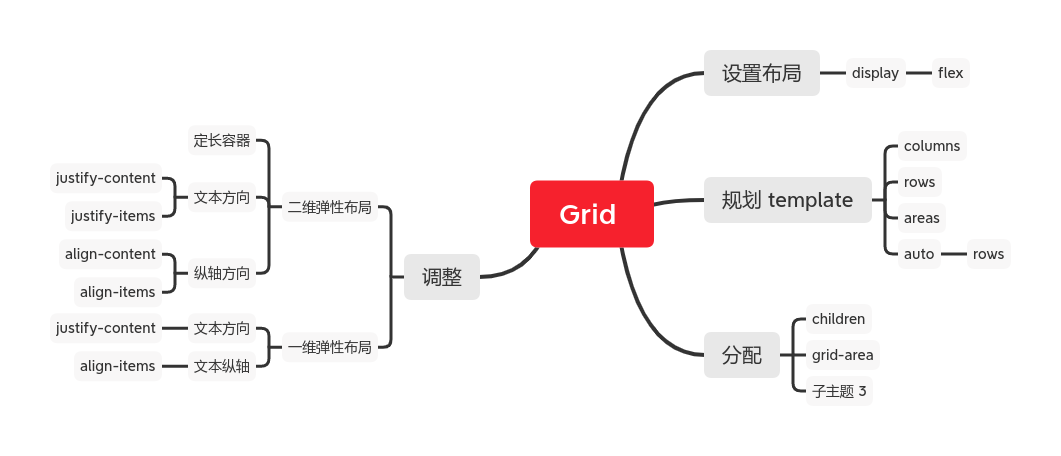 Grid
设置布局
display
flex
规划 template
columns
rows
areas
auto
rows
分配
children
grid-area
子主题 3
调整
二维弹性布局
定长容器
文本方向
justify-content
justify-items
纵轴方向
align-content
align-items
一维弹性布局
文本方向
justify-content
文本纵轴
align-items